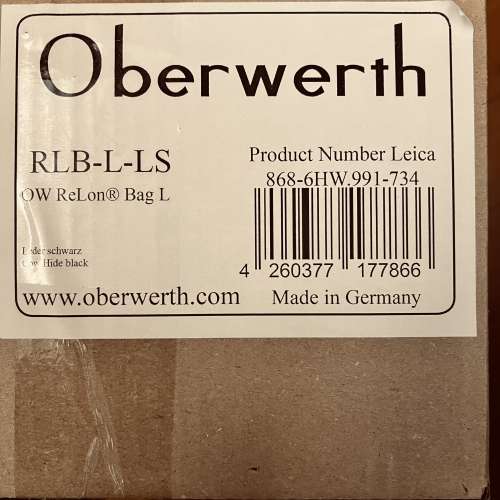 Oberwerth
RLB-L-LS
OW ReLon® Bag L
Product Number Leica
868-6HW.991-734
Leder schwarz
Cow Hide black
4 260377 177866
www.oberwerth.com
Made in Germany